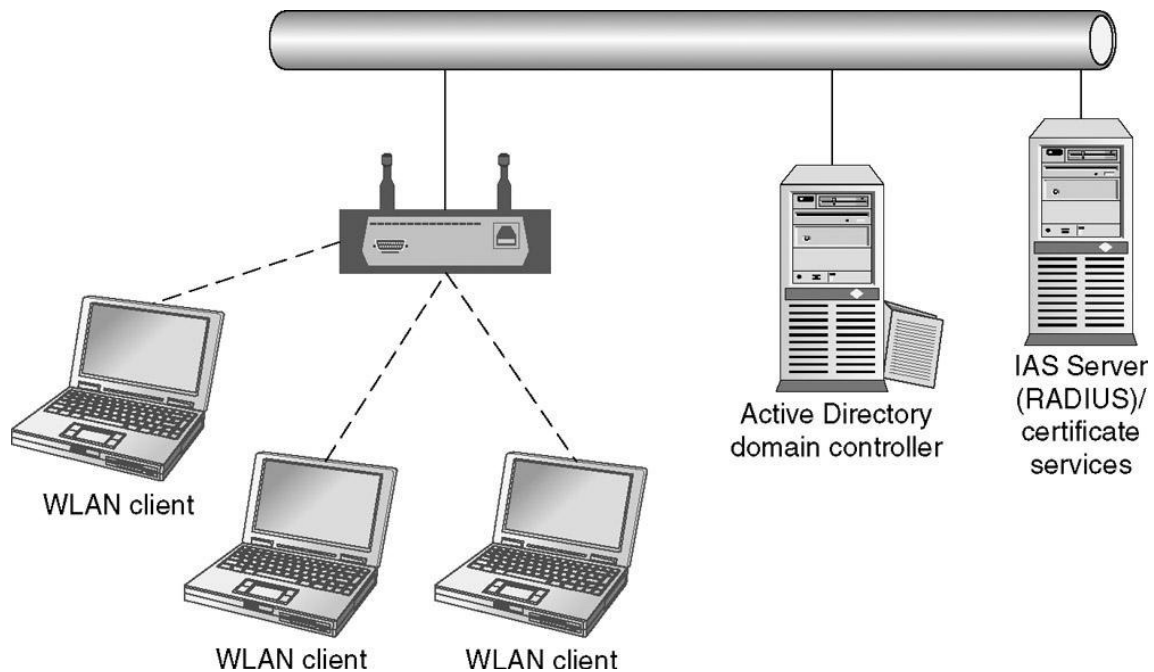 Active Directory
domain controller
IAS Server
(RADIUS)/
certificate
services
WLAN client
WLAN client
WLAN client